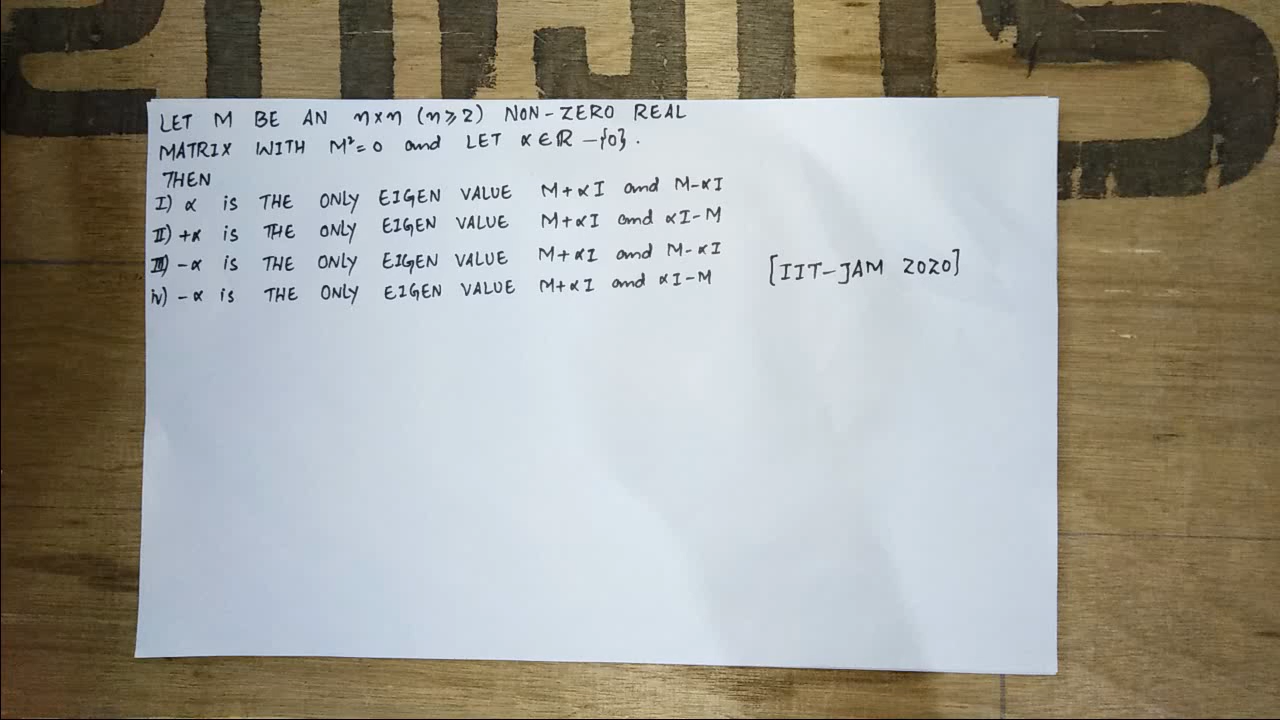 LET M BE AN n×n (n⩾2) NON-ZERO REAL
MATRIX WITH M²=0 and LET α∈ℝ-{0}.
THEN
I) α is THE ONLY EIGEN VALUE M+αI and M-αI
II) +α is THE ONLY EIGEN VALUE M+αI and αI-M
III) -α is THE ONLY EIGEN VALUE M+αI and M-αI
iv) -α is THE ONLY EIGEN VALUE M+αI and αI-M
[IIT-JAM 2020]